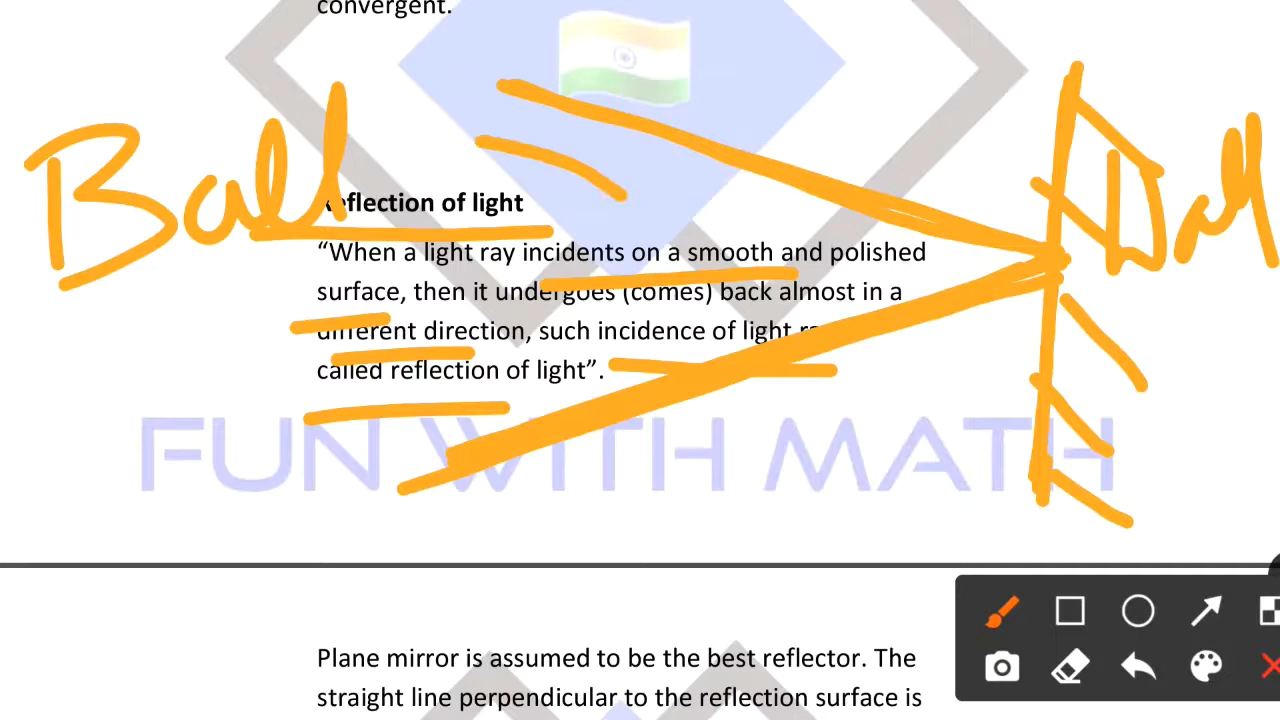 convergent.
Ball
Wall
Reflection of light
“When a light ray incidents on a smooth and polished
surface, then it undergoes (comes) back almost in a
different direction, such incidence of light
called reflection of light”.
FUN WITH MATH
Plane mirror is assumed to be the best reflector. The
straight line perpendicular to the reflection surface is